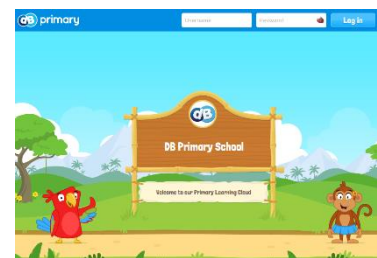 DB primary
Username
Password
Log in
DB
DB Primary School
Welcome to our Primary Learning Cloud